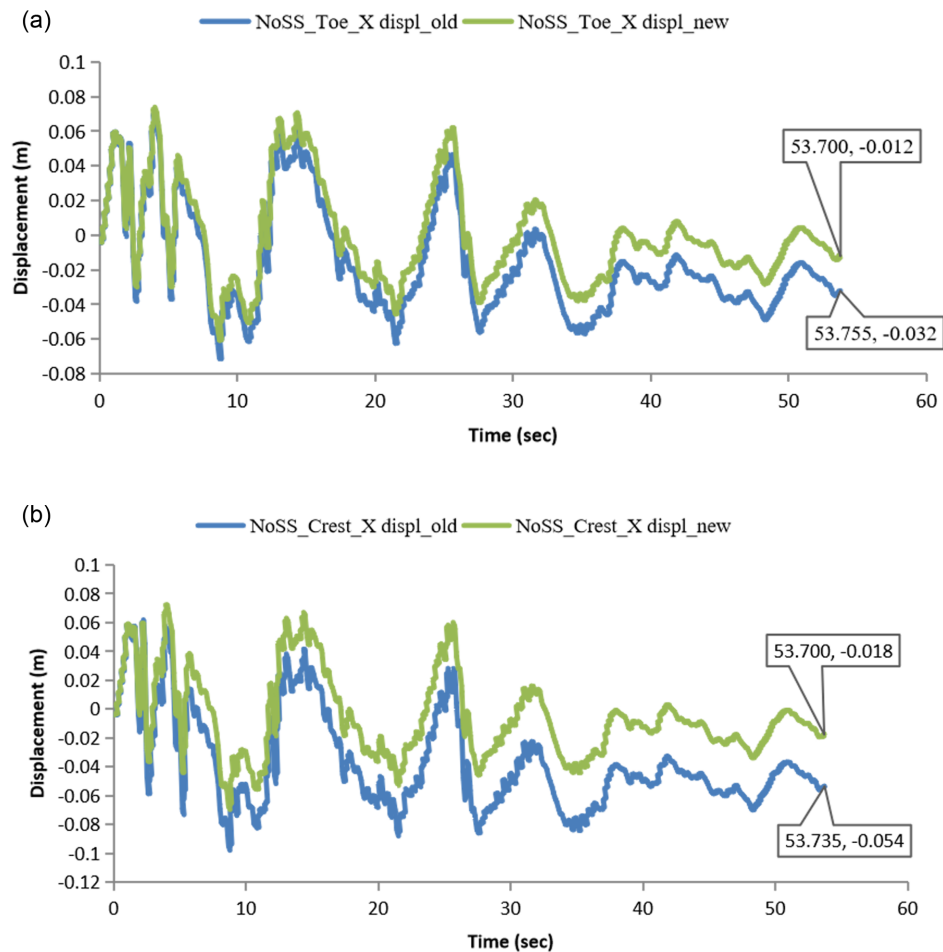 (a)
NoSS_Toe_X displ_old NoSS_Toe_X displ_new
0.1
0.08
0.06
0.04
0.02
0
-0.02
-0.04
-0.06
-0.08
Displacement (m)
53.700, -0.012
53.755, -0.032
0 10 20 30 40 50 60
Time (sec)
(b)
NoSS_Crest_X displ_old NoSS_Crest_X displ_new
0.1
0.08
0.06
0.04
0.02
0
-0.02
-0.04
-0.06
-0.08
-0.1
-0.12
Displacement (m)
53.700, -0.018
53.735, -0.054
0 10 20 30 40 50 60
Time (sec)